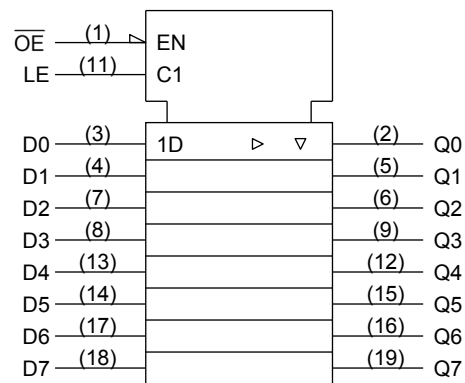 O̅E̅ (1) EN
LE (11) C1
D0 (3) 1D (2) Q0
D1 (4) (5) Q1
D2 (7) (6) Q2
D3 (8) (9) Q3
D4 (13) (12) Q4
D5 (14) (15) Q5
D6 (17) (16) Q6
D7 (18) (19) Q7